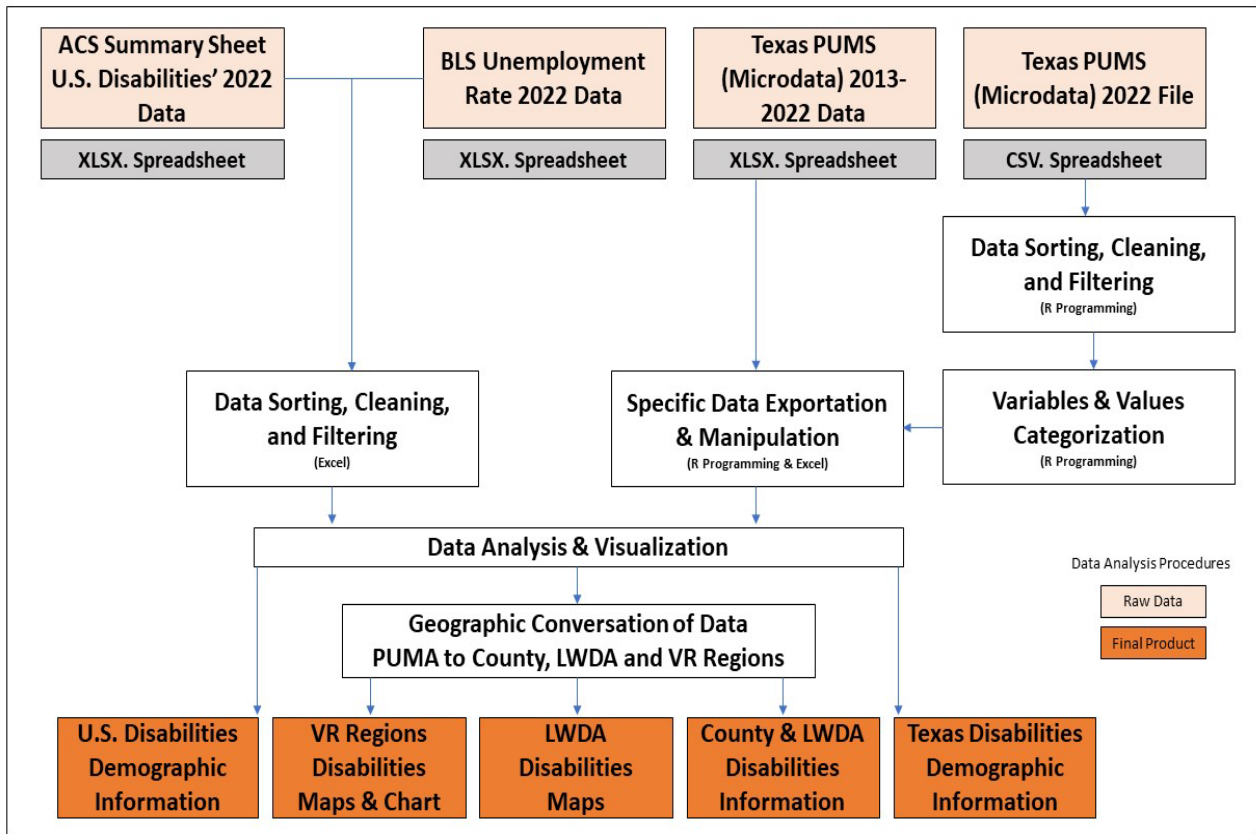 ACS Summary Sheet
U.S. Disabilities’ 2022
Data
BLS Unemployment
Rate 2022 Data
Texas PUMS
(Microdata) 2013-
2022 Data
Texas PUMS
(Microdata) 2022 File
XLSX. Spreadsheet
XLSX. Spreadsheet
XLSX. Spreadsheet
CSV. Spreadsheet
Data Sorting, Cleaning,
and Filtering
(R Programming)
Data Sorting, Cleaning,
and Filtering
(Excel)
Specific Data Exportation
& Manipulation
(R Programming & Excel)
Variables & Values
Categorization
(R Programming)
Data Analysis & Visualization
Data Analysis Procedures
Raw Data
Final Product
Geographic Conversation of Data
PUMA to County, LWDA and VR Regions
U.S. Disabilities
Demographic
Information
VR Regions
Disabilities
Maps & Chart
LWDA
Disabilities
Maps
County & LWDA
Disabilities
Information
Texas Disabilities
Demographic
Information